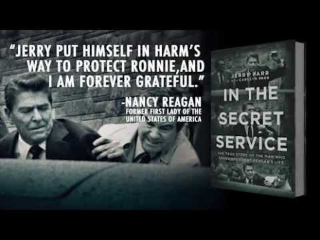 "JERRY PUT HIMSELF IN HARM'S
WAY TO PROTECT RONNIE,AND
I AM FOREVER GRATEFUL."
-NANCY REAGAN
FORMER FIRST LADY OF THE
UNITED STATES OF AMERICA
JERRY PARR
IN THE
SECRET
SERVICE